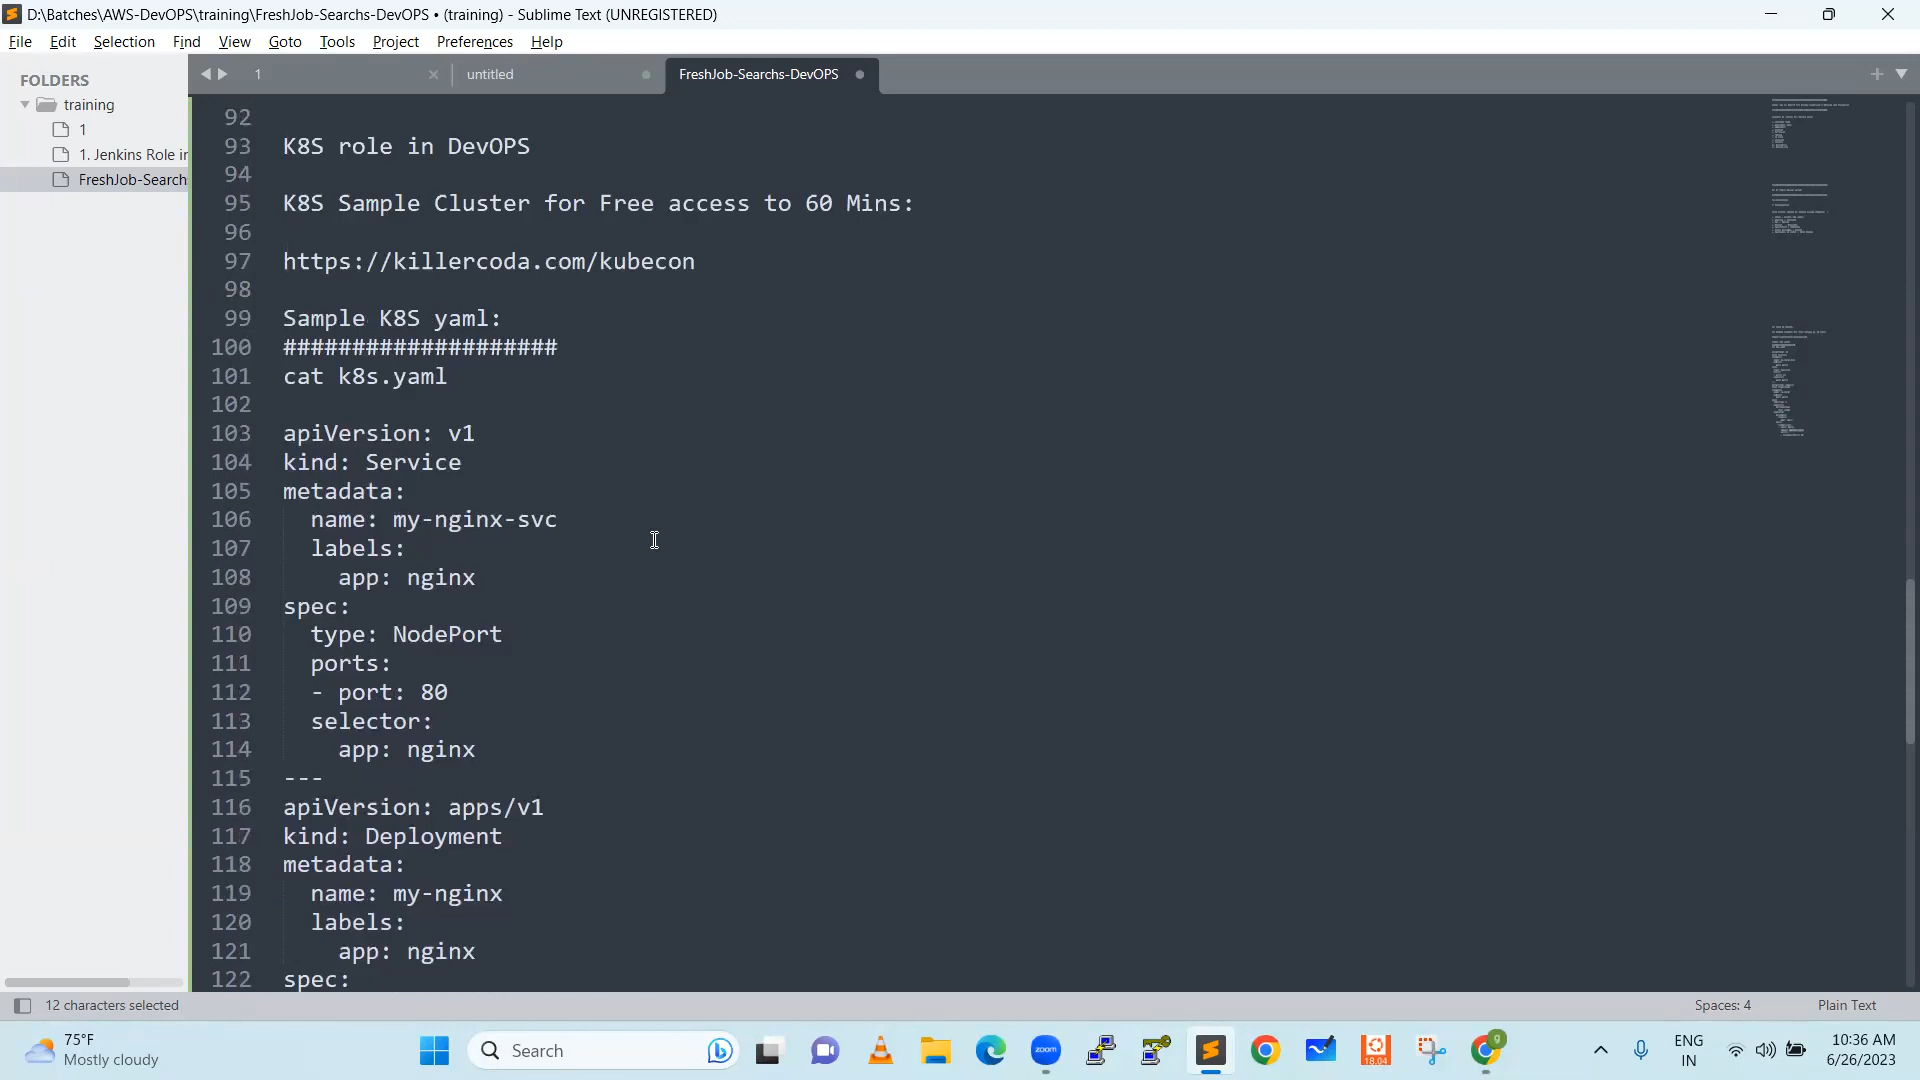 D:\Batches\AWS-DevOPS\training\FreshJob-Searchs-DevOPS • (training) - Sublime Text (UNREGISTERED)
File Edit Selection Find View Goto Tools Project Preferences Help
FOLDERS
training
1
1. Jenkins Role in
FreshJob-Searchs
1
untitled
FreshJob-Searchs-DevOPS
92
93 K8S role in DevOPS
94
95 K8S Sample Cluster for Free access to 60 Mins:
96
97 https://killercoda.com/kubecon
98
99 Sample K8S yaml:
100 ####################
101 cat k8s.yaml
102
103 apiVersion: v1
104 kind: Service
105 metadata:
106   name: my-nginx-svc
107   labels:
108     app: nginx
109 spec:
110   type: NodePort
111   ports:
112   - port: 80
113   selector:
114     app: nginx
115 ---
116 apiVersion: apps/v1
117 kind: Deployment
118 metadata:
119   name: my-nginx
120   labels:
121     app: nginx
122 spec:
12 characters selected
Spaces: 4
Plain Text
75°F
Mostly cloudy
Search
zoom
18.04
g
ENG
IN
10:36 AM
6/26/2023